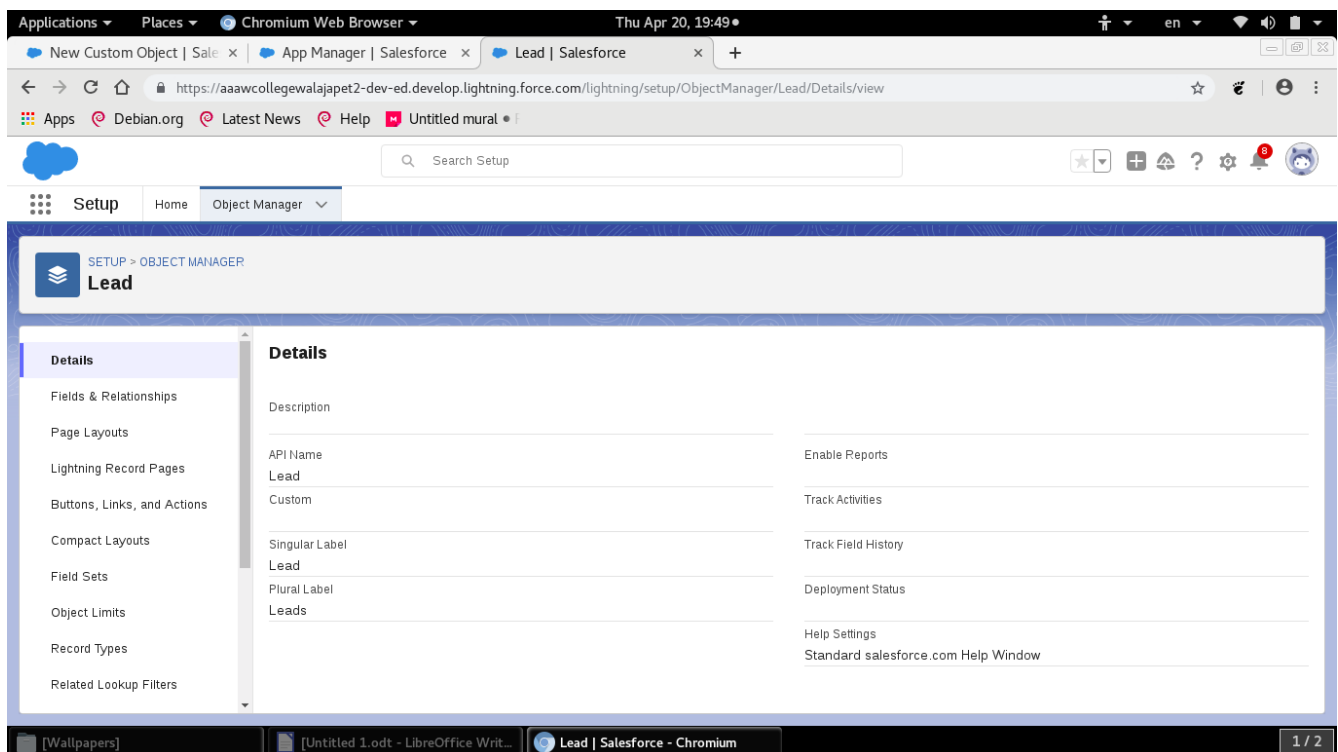 Applications Places Chromium Web Browser Thu Apr 20, 19:49 en
New Custom Object | Sale App Manager | Salesforce Lead | Salesforce
https://aaawcollegewalajapet2-dev-ed.develop.lightning.force.com/lightning/setup/ObjectManager/Lead/Details/view
Apps Debian.org Latest News Help Untitled mural
Search Setup
8
Setup Home Object Manager
SETUP > OBJECT MANAGER
Lead
Details
Fields & Relationships
Page Layouts
Lightning Record Pages
Buttons, Links, and Actions
Compact Layouts
Field Sets
Object Limits
Record Types
Related Lookup Filters
Details
Description
API Name
Lead
Custom
Singular Label
Lead
Plural Label
Leads
Enable Reports
Track Activities
Track Field History
Deployment Status
Help Settings
Standard salesforce.com Help Window
[Wallpapers] [Untitled 1.odt - LibreOffice Writ... Lead | Salesforce - Chromium 1 / 2